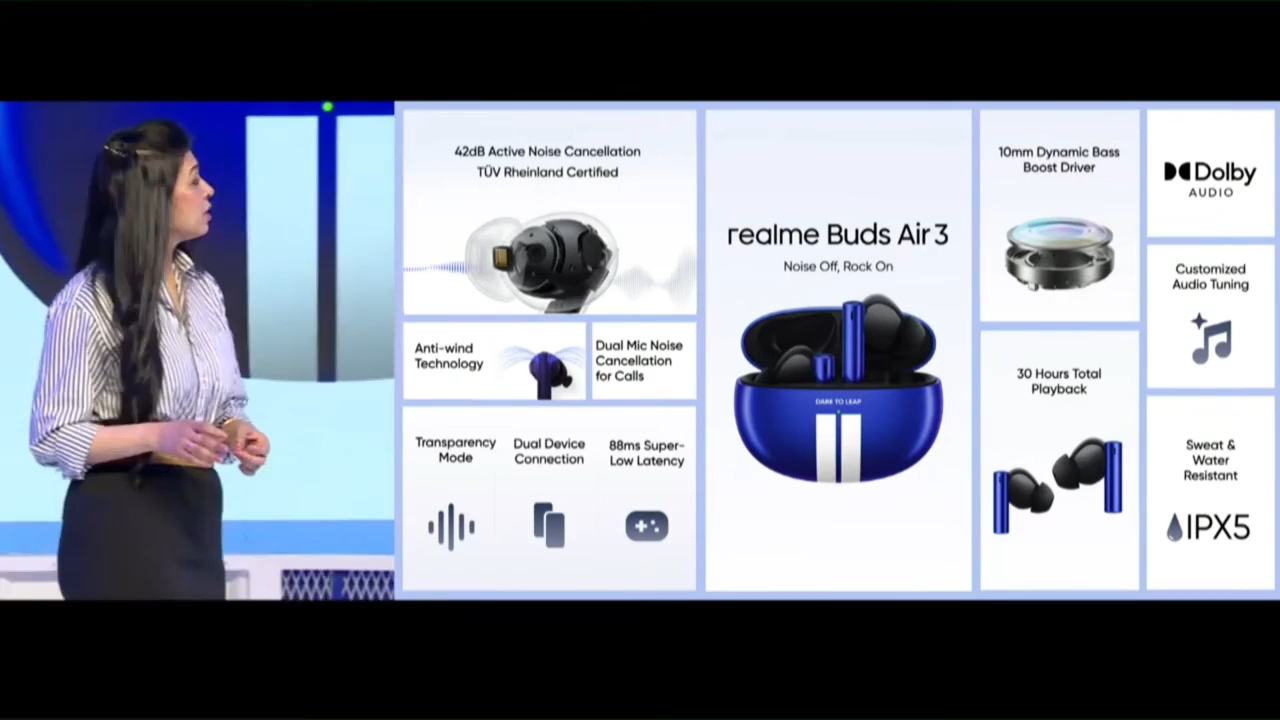 42dB Active Noise Cancellation
TÜV Rheinland Certified
Anti-wind
Technology
Dual Mic Noise
Cancellation
for Calls
Transparency
Mode
Dual Device
Connection
88ms Super-
Low Latency
realme Buds Air 3
Noise Off, Rock On
DARE TO LEAP
10mm Dynamic Bass
Boost Driver
30 Hours Total
Playback
Dolby
AUDIO
Customized
Audio Tuning
Sweat &
Water
Resistant
IPX5